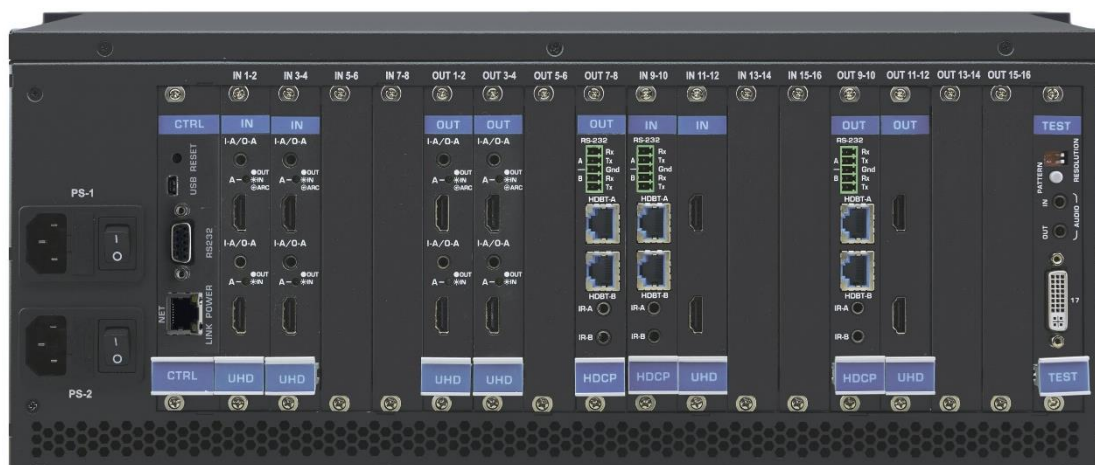 IN 1-2 IN 3-4 IN 5-6 IN 7-8 OUT 1-2 OUT 3-4 OUT 5-6 OUT 7-8 IN 9-10 IN 11-12 IN 13-14 IN 15-16 OUT 9-10 OUT 11-12 OUT 13-14 OUT 15-16
CTRL IN IN OUT OUT OUT IN IN OUT OUT TEST
PS-1
PS-2
RESET
USB
RS232
NET
LINK POWER
CTRL
I-A/O-A
A
OUT
IN
ARC
I-A/O-A
A
OUT
IN
UHD
I-A/O-A
A
OUT
IN
ARC
I-A/O-A
A
OUT
IN
UHD
I-A/O-A
A
OUT
IN
ARC
I-A/O-A
A
OUT
IN
UHD
I-A/O-A
A
OUT
IN
ARC
I-A/O-A
A
OUT
IN
UHD
RS-232
A
B
Rx
Tx
Gnd
Rx
Tx
HDBT-A
HDBT-B
IR-A
IR-B
HDCP
RS-232
A
B
Rx
Tx
Gnd
Rx
Tx
HDBT-A
HDBT-B
IR-A
IR-B
HDCP
UHD
RS-232
A
B
Rx
Tx
Gnd
Rx
Tx
HDBT-A
HDBT-B
IR-A
IR-B
HDCP
UHD
PATTERN
RESOLUTION
IN
OUT
AUDIO
17
TEST